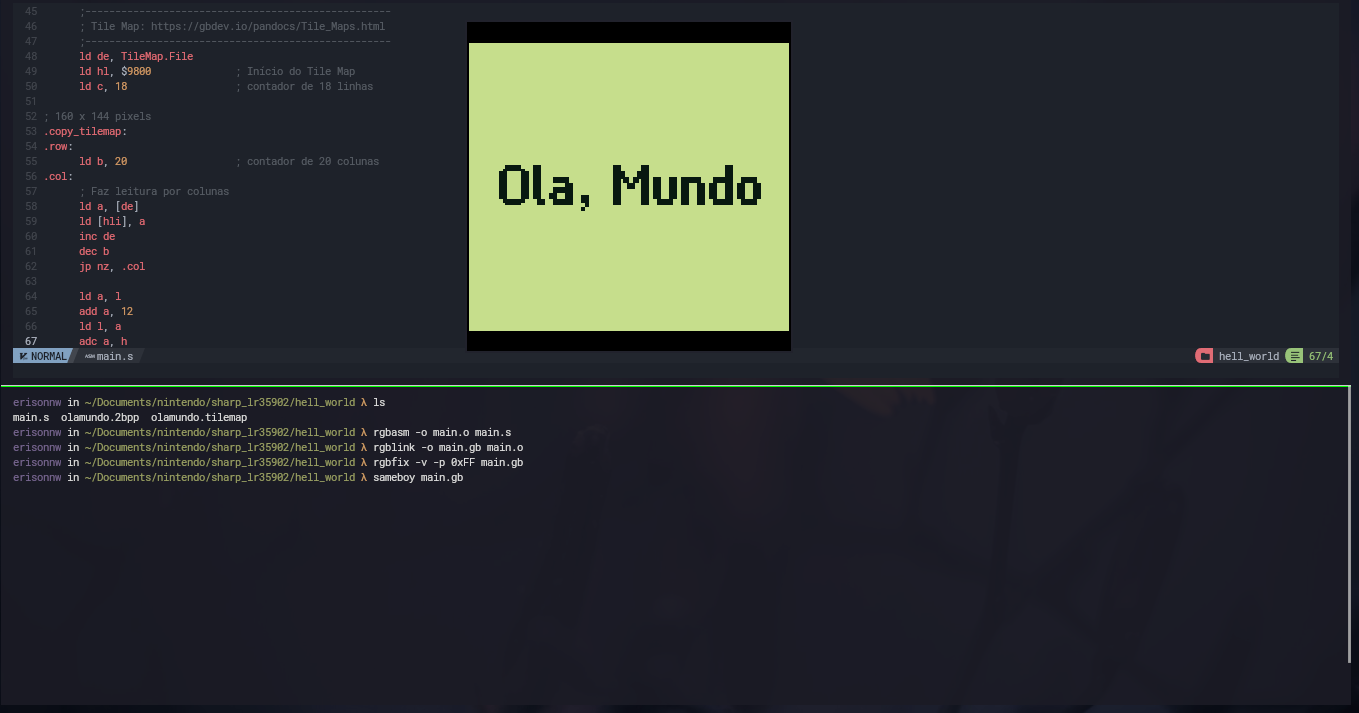 45 ;---------------------------------------------------
46 ; Tile Map: https://gbdev.io/pandocs/Tile_Maps.html
47 ;---------------------------------------------------
48 ld de, TileMap.File
49 ld hl, $9800 ; Início do Tile Map
50 ld c, 18 ; contador de 18 linhas
51
52 ; 160 x 144 pixels
53 .copy_tilemap:
54 .row:
55 ld b, 20 ; contador de 20 colunas
56 .col:
57 ; Faz leitura por colunas
58 ld a, [de]
59 ld [hli], a
60 inc de
61 dec b
62 jp nz, .col
63
64 ld a, l
65 add a, 12
66 ld l, a
67 adc a, h
Ola, Mundo
NORMAL ASM main.s hell_world 67/4
erisonnw in ~/Documents/nintendo/sharp_lr35902/hell_world λ ls
main.s olamundo.2bpp olamundo.tilemap
erisonnw in ~/Documents/nintendo/sharp_lr35902/hell_world λ rgbasm -o main.o main.s
erisonnw in ~/Documents/nintendo/sharp_lr35902/hell_world λ rgblink -o main.gb main.o
erisonnw in ~/Documents/nintendo/sharp_lr35902/hell_world λ rgbfix -v -p 0xFF main.gb
erisonnw in ~/Documents/nintendo/sharp_lr35902/hell_world λ sameboy main.gb